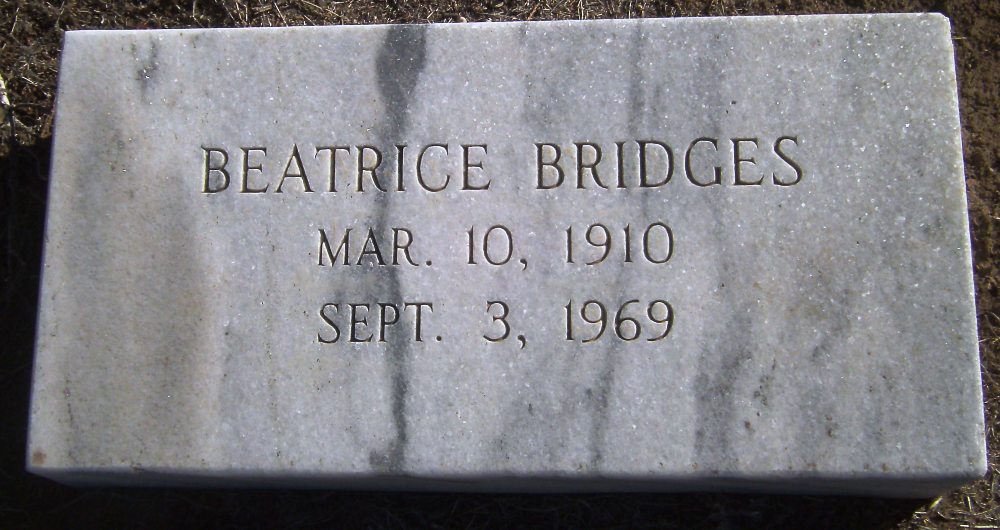 BEATRICE BRIDGES
MAR. 10, 1910
SEPT. 3, 1969